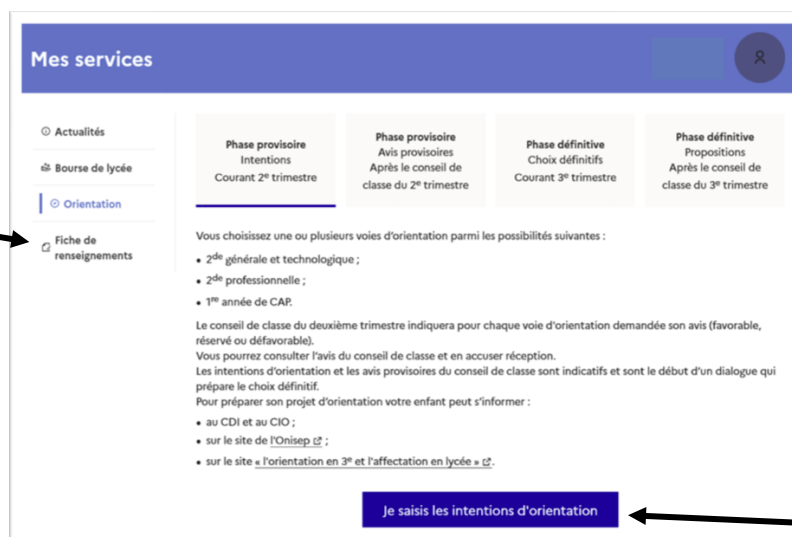 Mes services
Actualités
Bourse de lycée
Orientation
Fiche de
renseignements
Phase provisoire
Intentions
Courant 2e trimestre
Phase provisoire
Avis provisoires
Après le conseil de
classe du 2e trimestre
Phase définitive
Choix définitifs
Courant 3e trimestre
Phase définitive
Propositions
Après le conseil de
classe du 3e trimestre
Vous choisissez une ou plusieurs voies d'orientation parmi les possibilités suivantes :
• 2de générale et technologique ;
• 2de professionnelle ;
• 1re année de CAP.
Le conseil de classe du deuxième trimestre indiquera pour chaque voie d'orientation demandée son avis (favorable,
réservé ou défavorable).
Vous pourrez consulter l'avis du conseil de classe et en accuser réception.
Les intentions d'orientation et les avis provisoires du conseil de classe sont indicatifs et sont le début d'un dialogue qui
prépare le choix définitif.
Pour préparer son projet d'orientation votre enfant peut s'informer :
• au CDI et au CIO ;
• sur le site de l'Onisep ;
• sur le site « l'orientation en 3e et l'affectation en lycée ».
Je saisis les intentions d'orientation